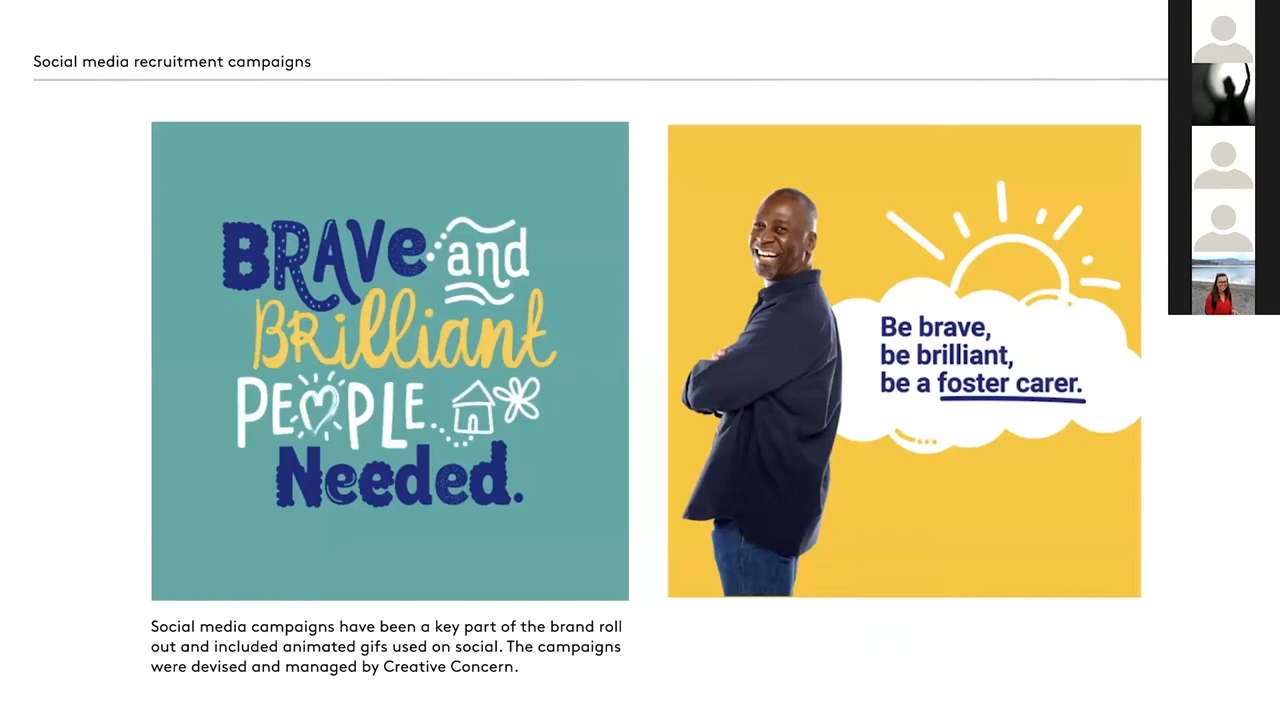 Social media recruitment campaigns
BRAVe and
BRilliant
PEOPLE
Needed.
Be brave,
be brilliant,
be a foster carer.
Social media campaigns have been a key part of the brand roll
out and included animated gifs used on social. The campaigns
were devised and managed by Creative Concern.